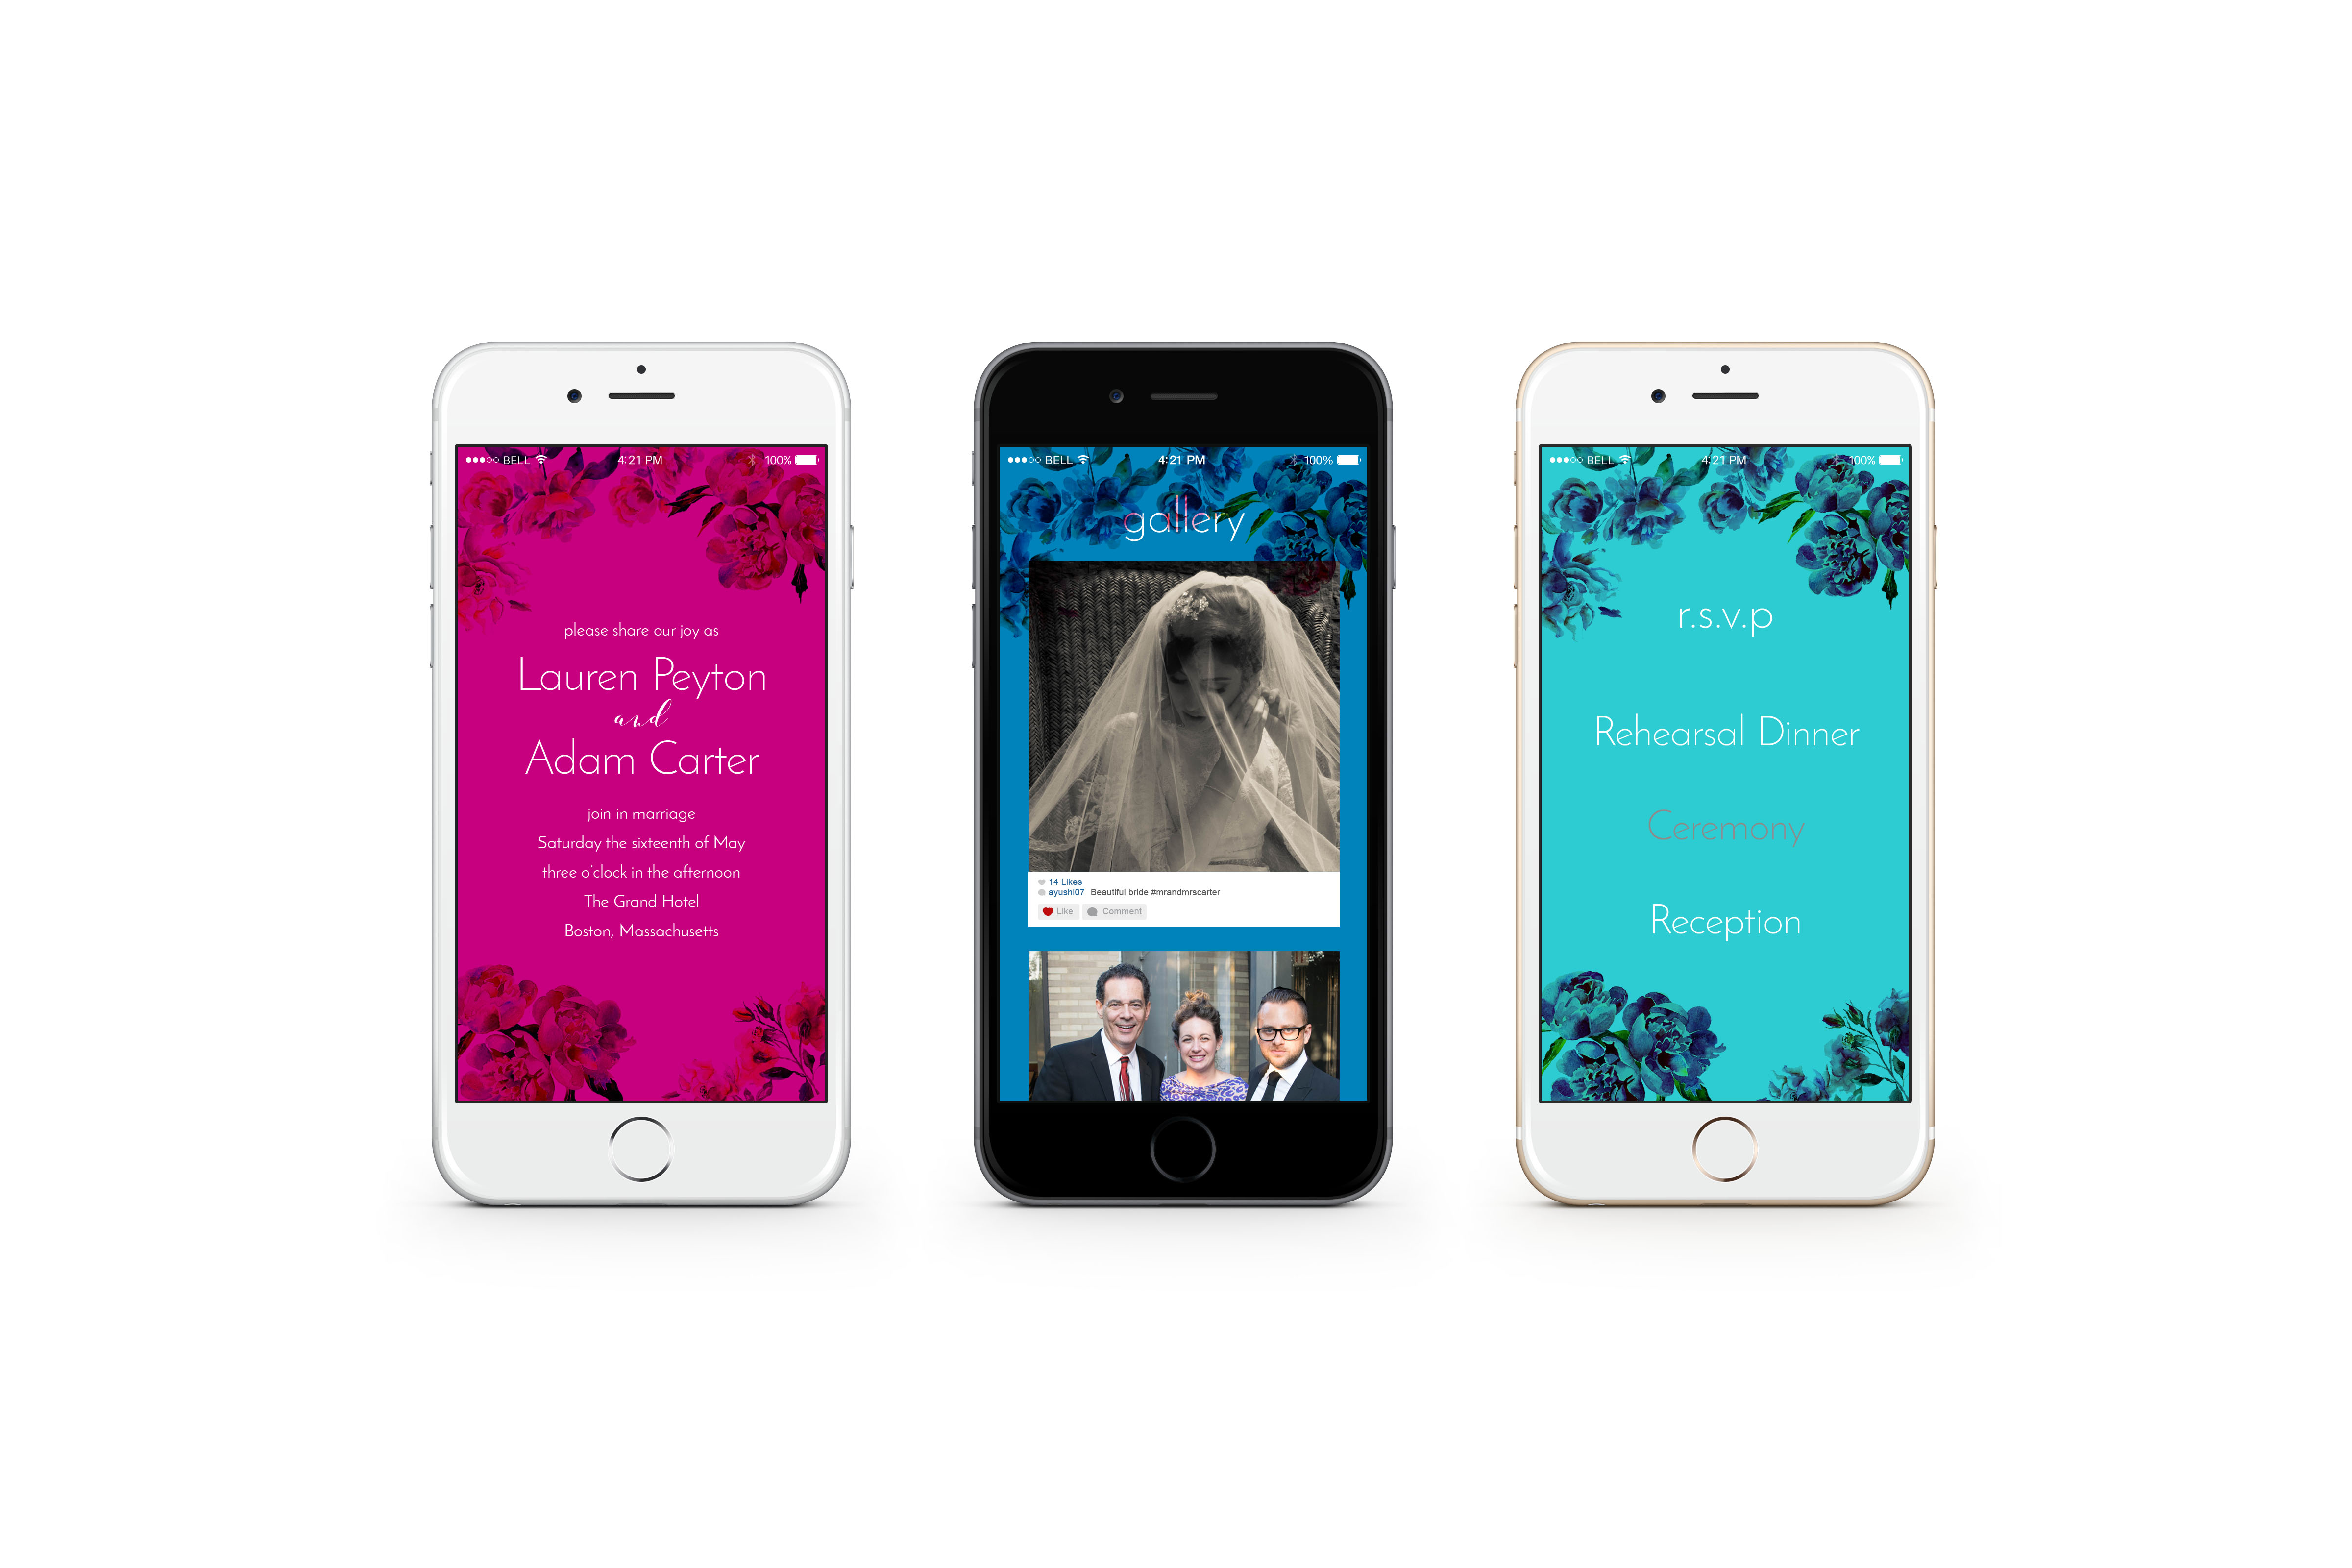 BELL 4:21 PM 100%
please share our joy as
Lauren Peyton
and
Adam Carter
join in marriage
Saturday the sixteenth of May
three o'clock in the afternoon
The Grand Hotel
Boston, Massachusetts
BELL 4:21 PM 100%
gallery
14 Likes
ayushi07 Beautiful bride #mrandmrscarter
Like Comment
BELL 4:21 PM 100%
r.s.v.p
Rehearsal Dinner
Ceremony
Reception